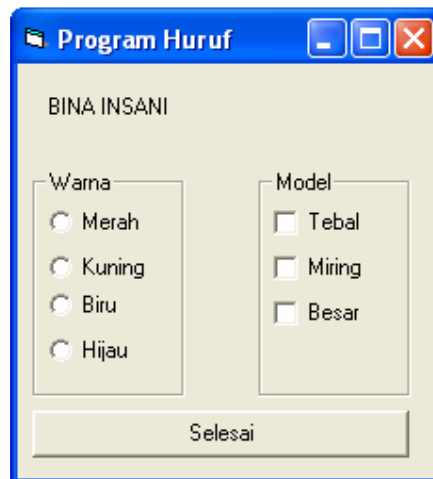 Program Huruf
BINA INSANI
Warna
Merah
Kuning
Biru
Hijau
Model
Tebal
Miring
Besar
Selesai